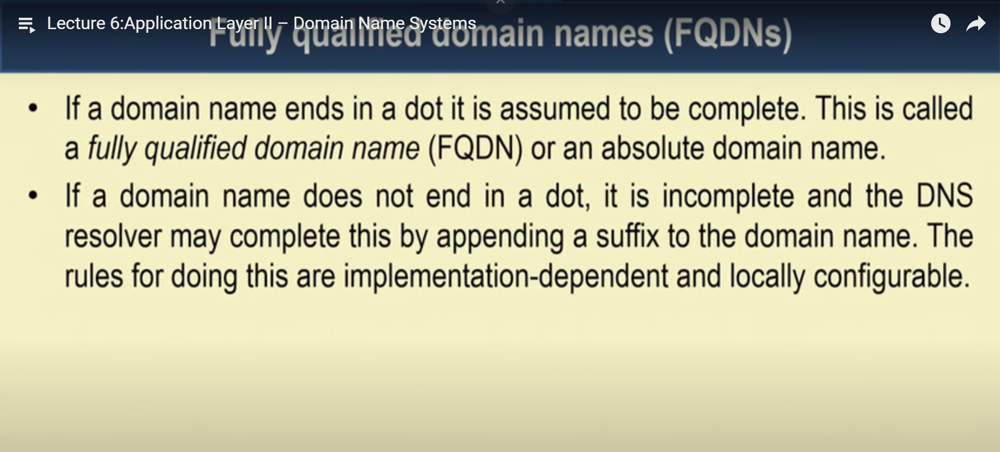 Lecture 6:Application Layer II – Domain Name Systems
Fully qualified domain names (FQDNs)
• If a domain name ends in a dot it is assumed to be complete. This is called
a fully qualified domain name (FQDN) or an absolute domain name.
• If a domain name does not end in a dot, it is incomplete and the DNS
resolver may complete this by appending a suffix to the domain name. The
rules for doing this are implementation-dependent and locally configurable.